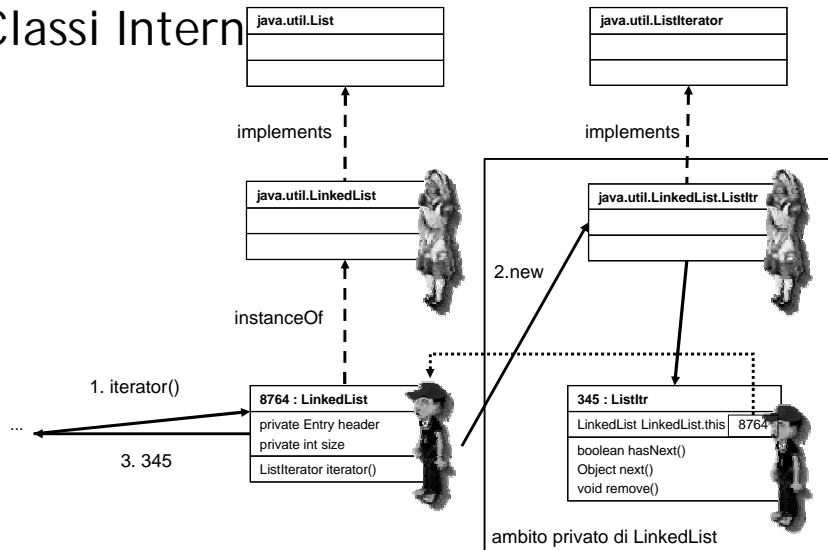 Classi Intern
java.util.List
java.util.ListIterator
implements
implements
java.util.LinkedList
java.util.LinkedList.ListItr
2.new
instanceOf
1. iterator()
...
3. 345
8764 : LinkedList
private Entry header
private int size
ListIterator iterator()
345 : ListItr
LinkedList LinkedList.this 8764
boolean hasNext()
Object next()
void remove()
ambito privato di LinkedList